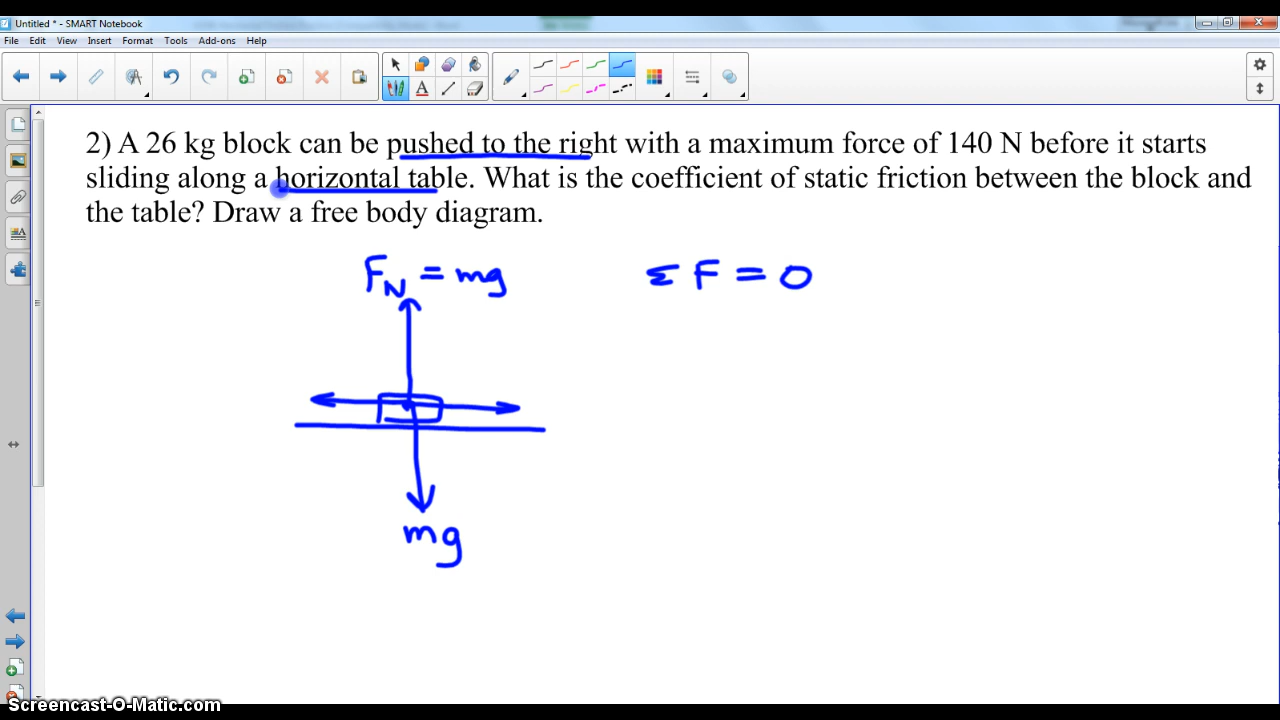 Untitled * - SMART Notebook
File Edit View Insert Format Tools Add-ons Help
2) A 26 kg block can be pushed to the right with a maximum force of 140 N before it starts
sliding along a horizontal table. What is the coefficient of static friction between the block and
the table? Draw a free body diagram.
F_N = mg
Σ F = 0
mg
Screencast-O-Matic.com